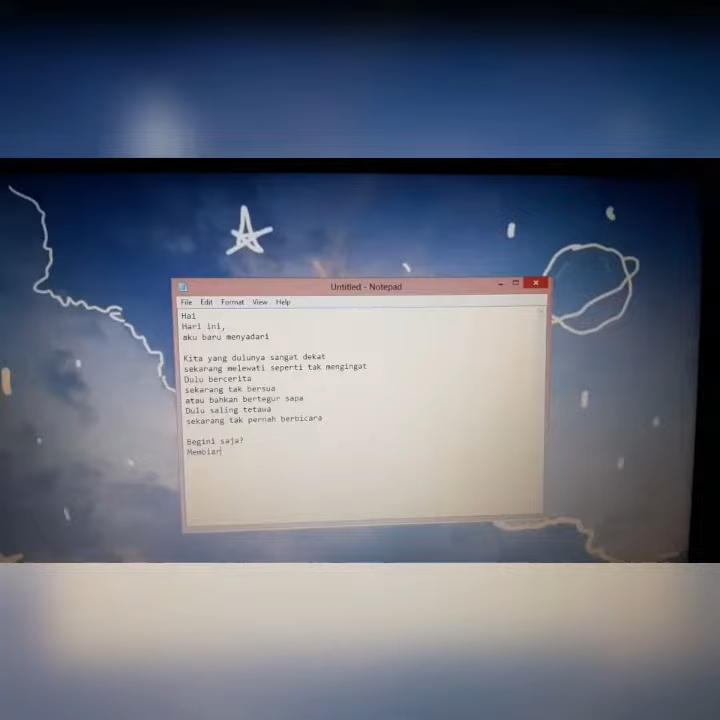 Untitled - Notepad
File Edit Format View Help
Hai
Hari ini,
aku baru menyadari
Kita yang dulunya sangat dekat
sekarang melewati seperti tak mengingat
Dulu bercerita
sekarang tak bersua
atau bahkan bertegur sapa
Dulu saling tetawa
sekarang tak pernah berbicara
Begini saja?
Membiar